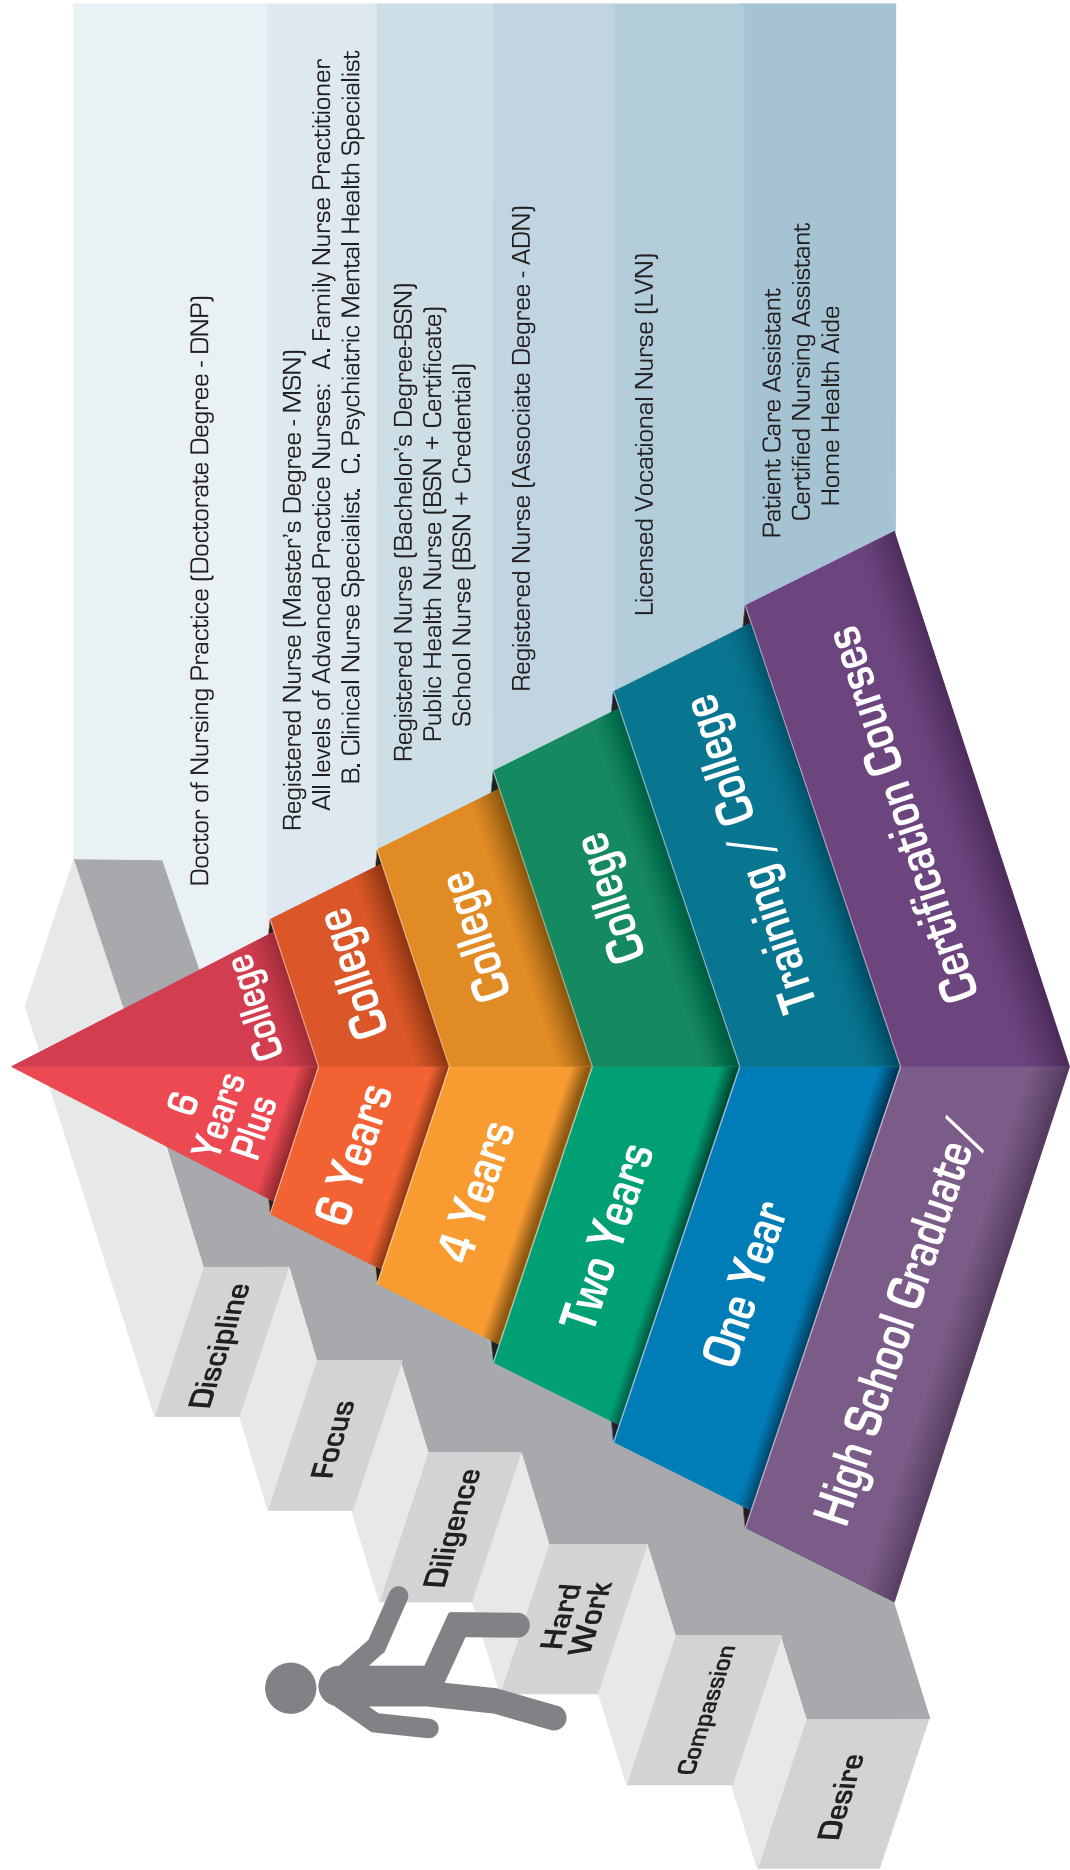 Doctor of Nursing Practice (Doctorate Degree - DNP)
Registered Nurse (Master's Degree - MSN)
All levels of Advanced Practice Nurses:  A. Family Nurse Practitioner
B. Clinical Nurse Specialist.  C. Psychiatric Mental Health Specialist
Registered Nurse (Bachelor's Degree-BSN)
Public Health Nurse (BSN + Certificate)
School Nurse (BSN + Credential)
Registered Nurse (Associate Degree - ADN)
Licensed Vocational Nurse (LVN)
Patient Care Assistant
Certified Nursing Assistant
Home Health Aide
6
Years
Plus
College
6 Years
College
4 Years
College
Two Years
College
One Year
Training / College
High School Graduate/
Certification Courses
Discipline
Focus
Diligence
Hard
Work
Compassion
Desire